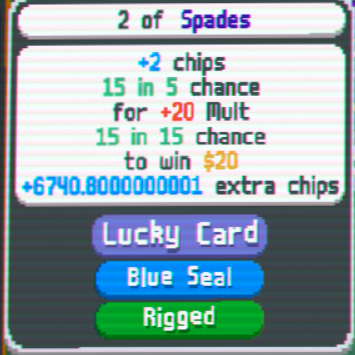 2 of Spades
+2 chips
15 in 5 chance
for +20 Mult
15 in 15 chance
to win $20
+6740.8000000001 extra chips
Lucky Card
Blue Seal
Rigged